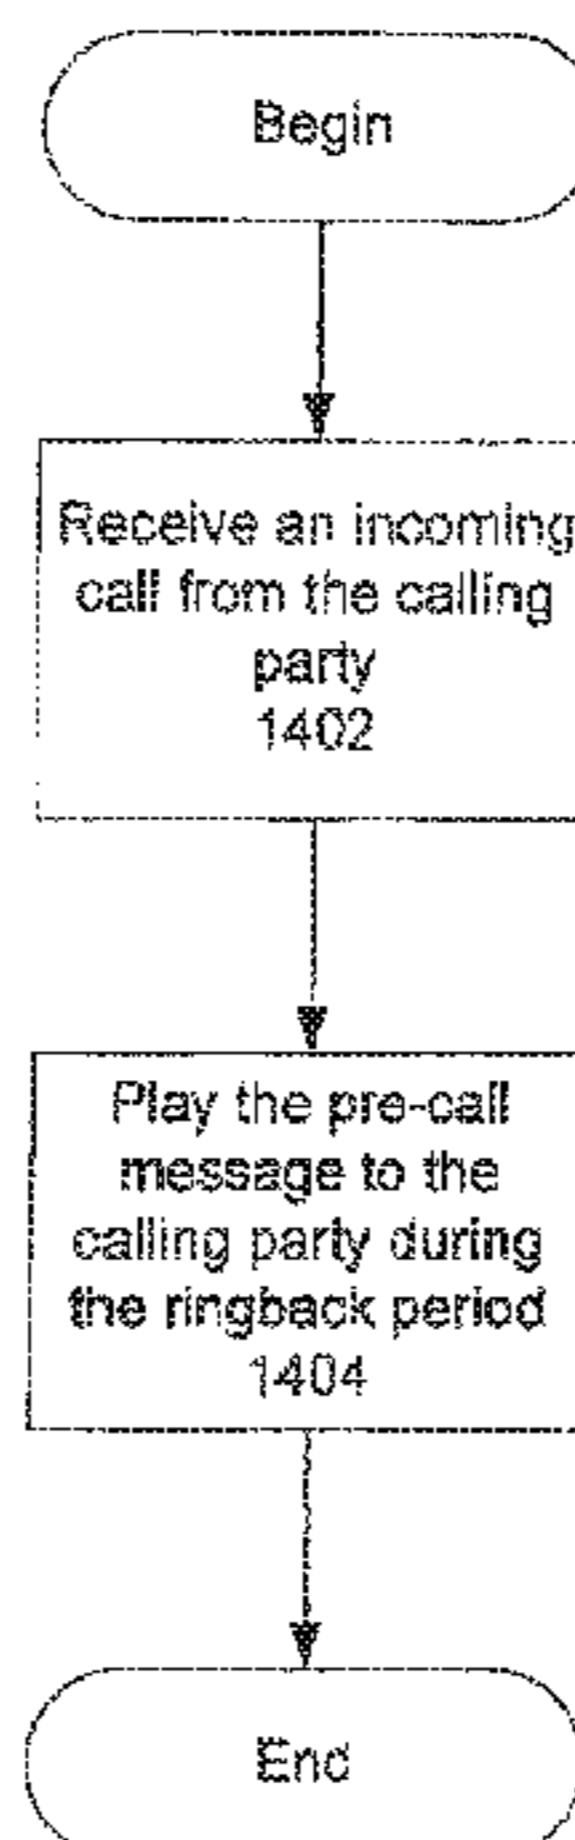 Begin
Receive an incoming
call from the calling
party
1402
Play the pre-call
message to the
calling party during
the ringback period
1404
End